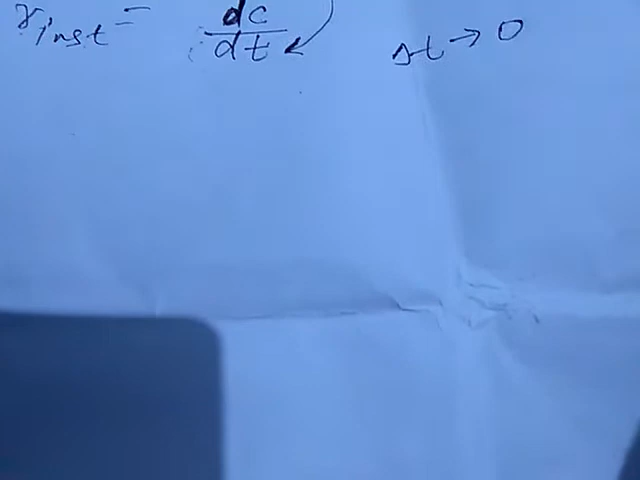 r_inst = dc/dt Δt → 0